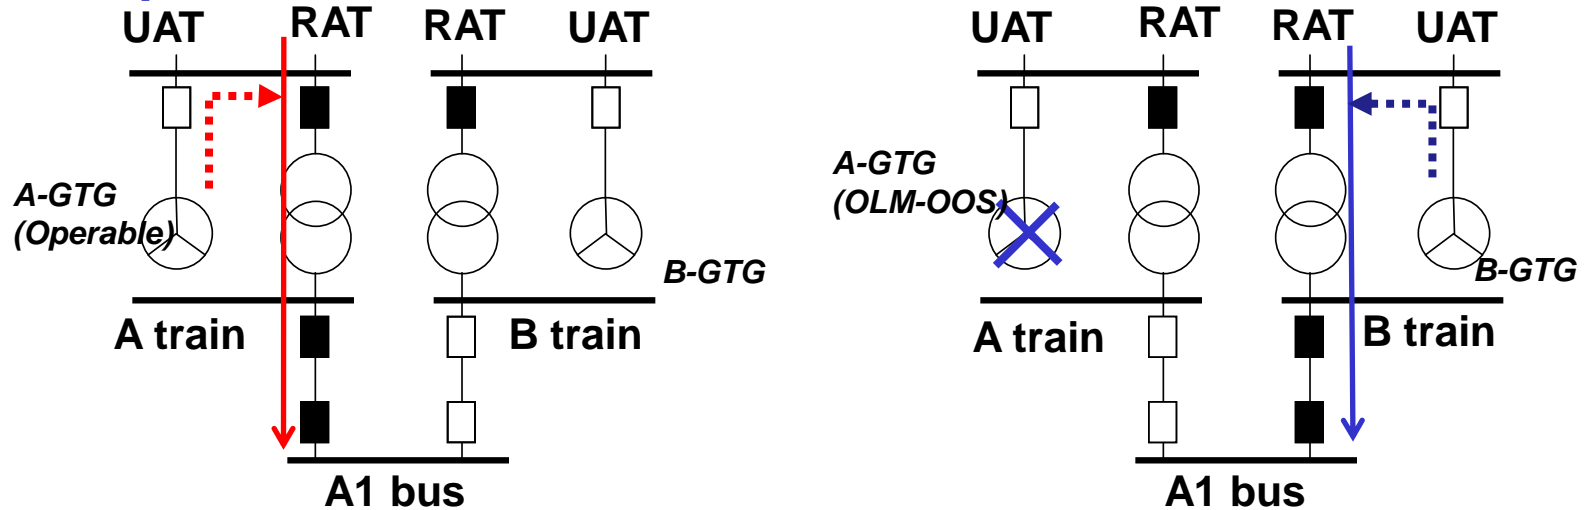 UAT RAT RAT UAT
A-GTG
(Operable)
B-GTG
A train B train
A1 bus
UAT RAT RAT UAT
A-GTG
(OLM-OOS)
B-GTG
A train B train
A1 bus